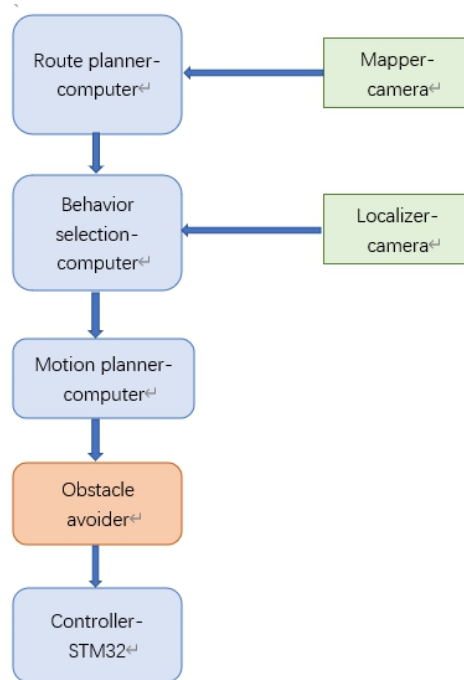 Route planner-
computer↵
Mapper-
camera↵
Behavior
selection-
computer↵
Localizer-
camera↵
Motion planner-
computer↵
Obstacle
avoider↵
Controller-
STM32↵